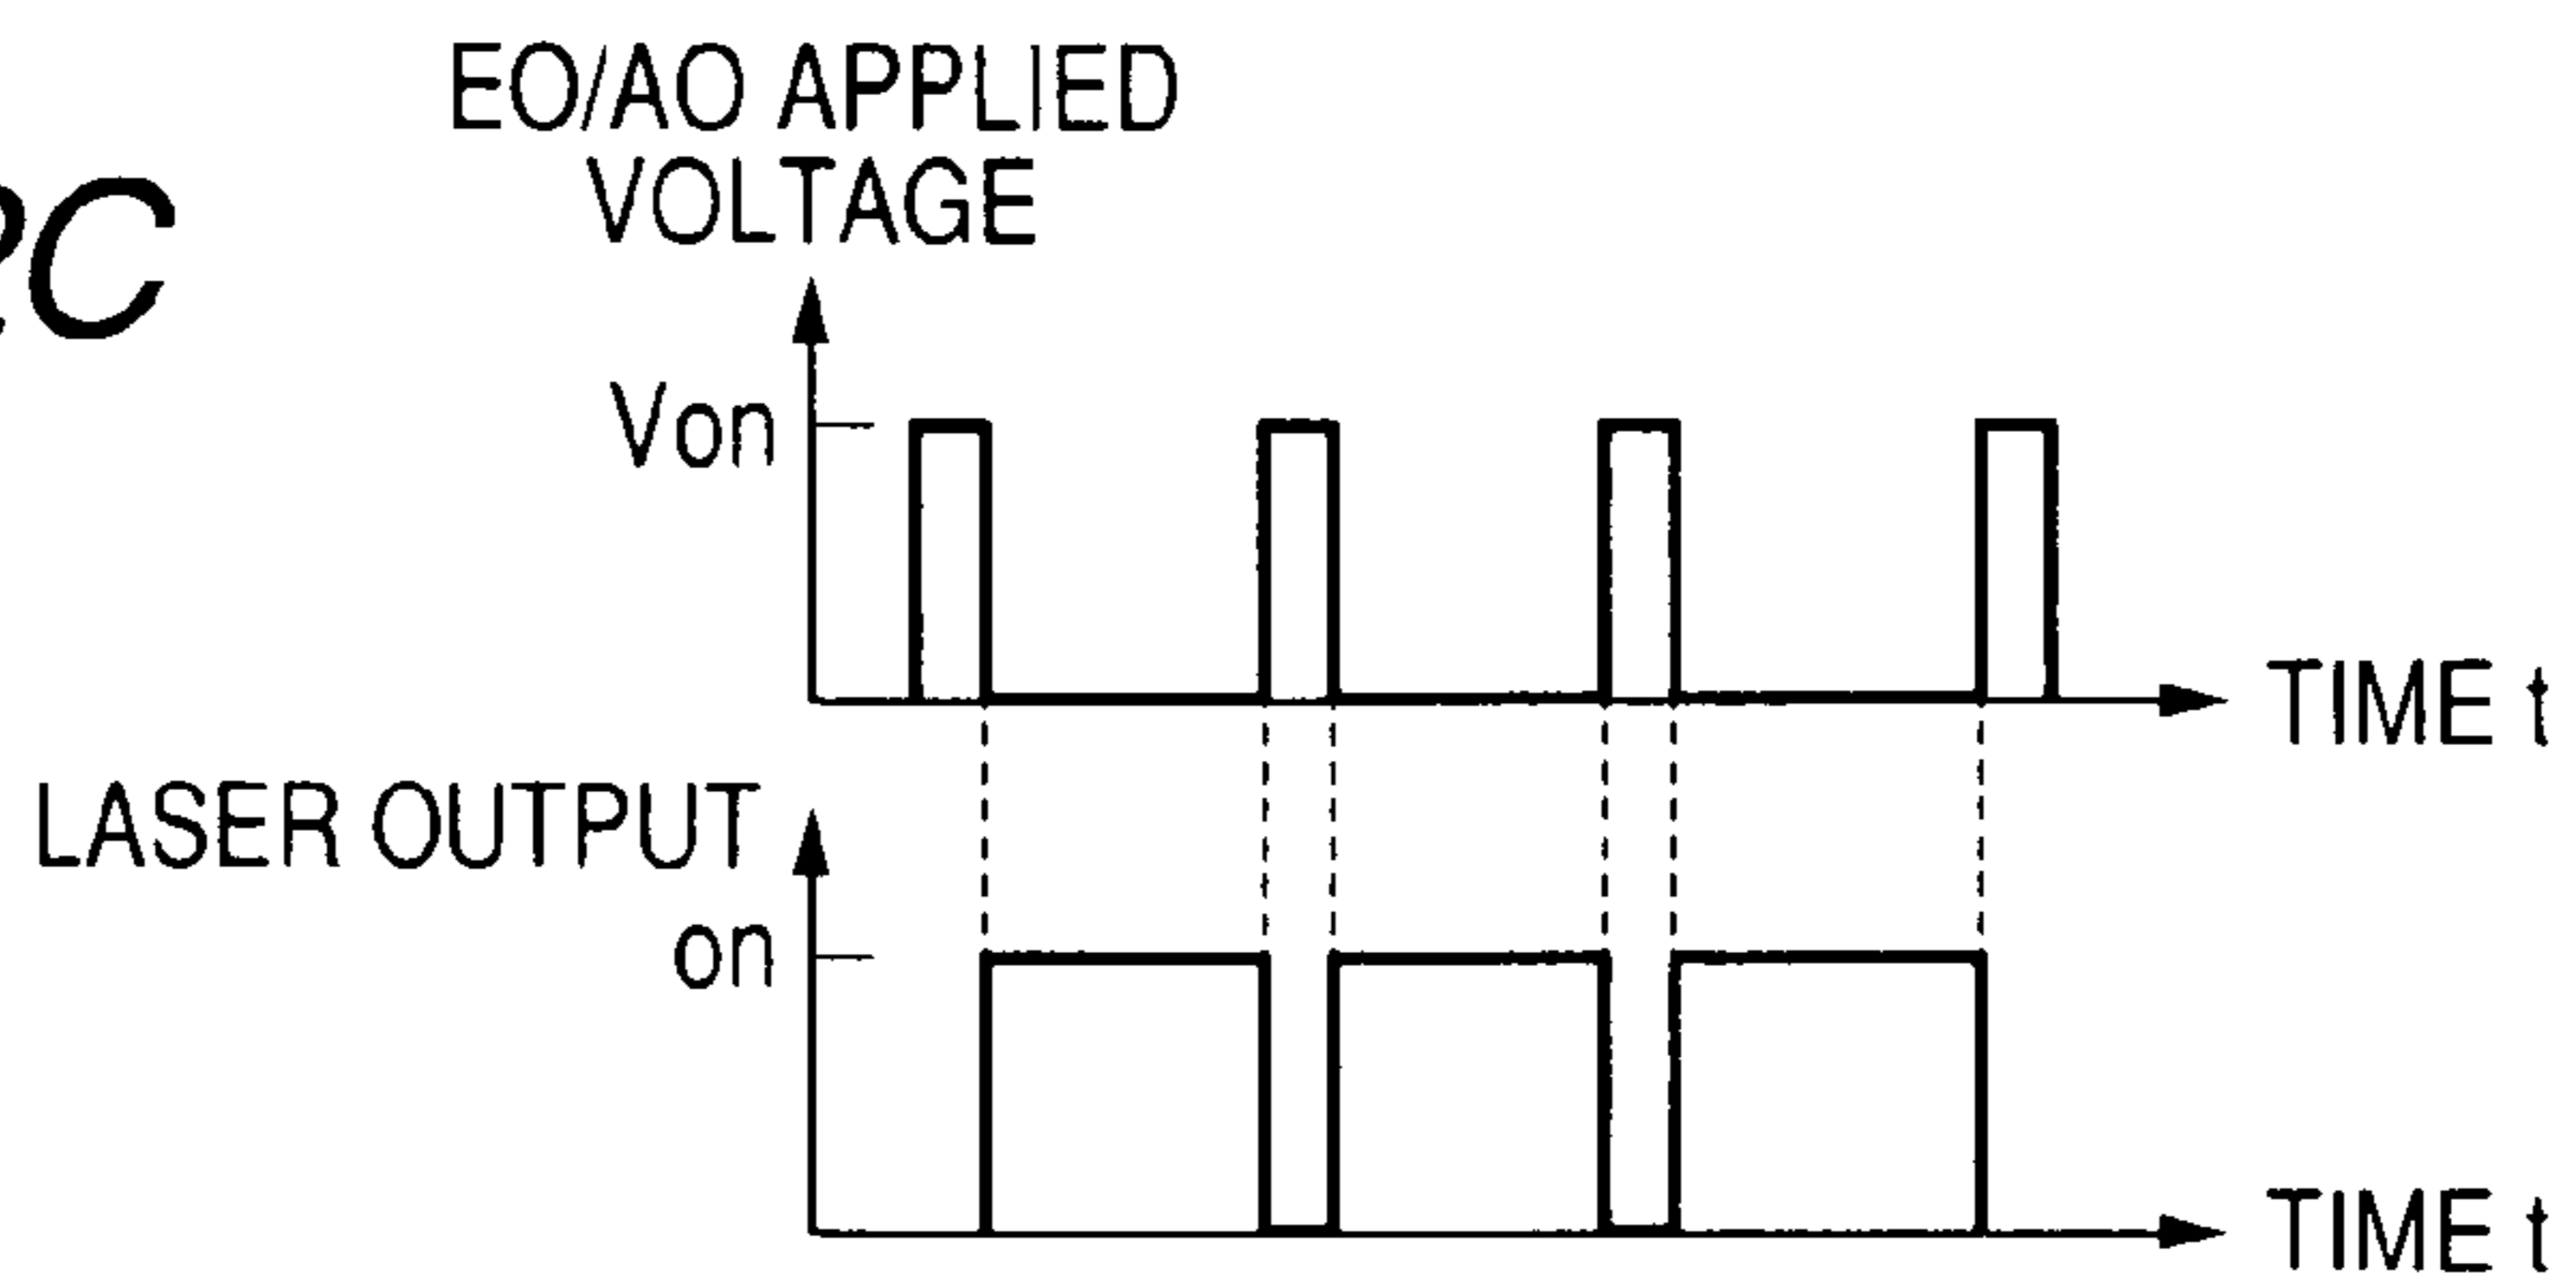 EO/AO APPLIED
VOLTAGE
2C
Von
TIME t
LASER OUTPUT
on
TIME t